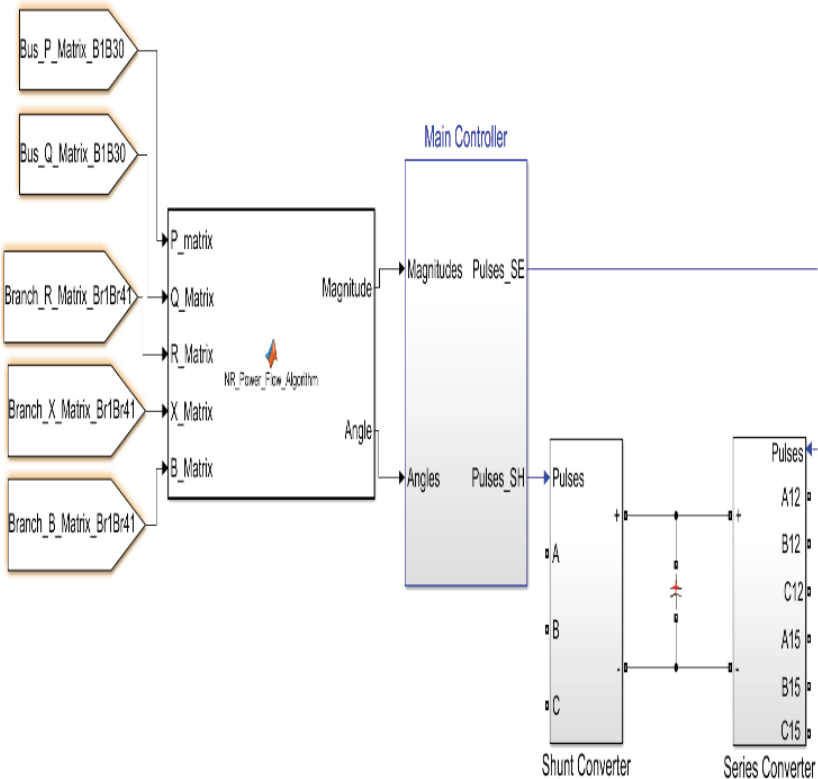 Bus_P_Matrix_B1B30
Bus_Q_Matrix_B1B30
Branch_R_Matrix_Br1Br41
Branch_X_Matrix_Br1Br41
Branch_B_Matrix_Br1Br41
P_matrix
Q_Matrix
R_Matrix
X_Matrix
B_Matrix
NR_Power_Flow_Algorithm
Magnitude
Angle
Main Controller
Magnitudes
Pulses_SE
Angles
Pulses_SH
Pulses
A
B
C
+
-
Shunt Converter
+
-
Pulses
A12
B12
C12
A15
B15
C15
Series Converter